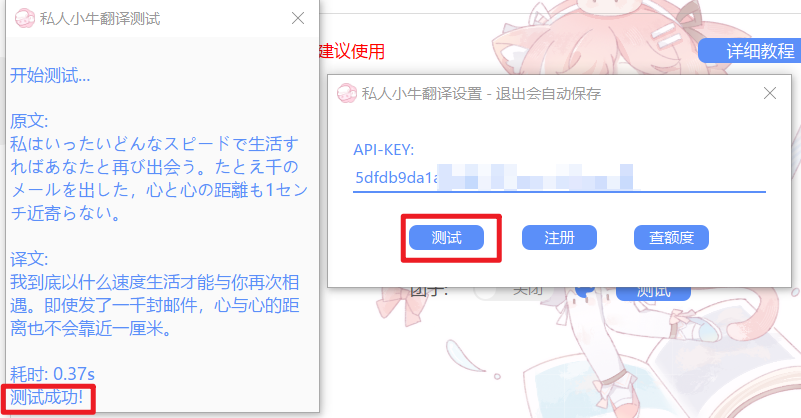 私人小牛翻译测试
开始测试...
原文:
私はいったいどんなスピードで生活す
ればあなたと再び出会う。たとえ千の
メールを出した，心と心の距離も1セン
チ近寄らない。
译文:
我到底以什么速度生活才能与你再次相
遇。即使发了一千封邮件，心与心的距
离也不会靠近一厘米。
耗时: 0.37s
测试成功!
建议使用
详细教程
私人小牛翻译设置 - 退出会自动保存
API-KEY:
5dfdb9da1a
测试
注册
查额度
团子:
关闭
测试